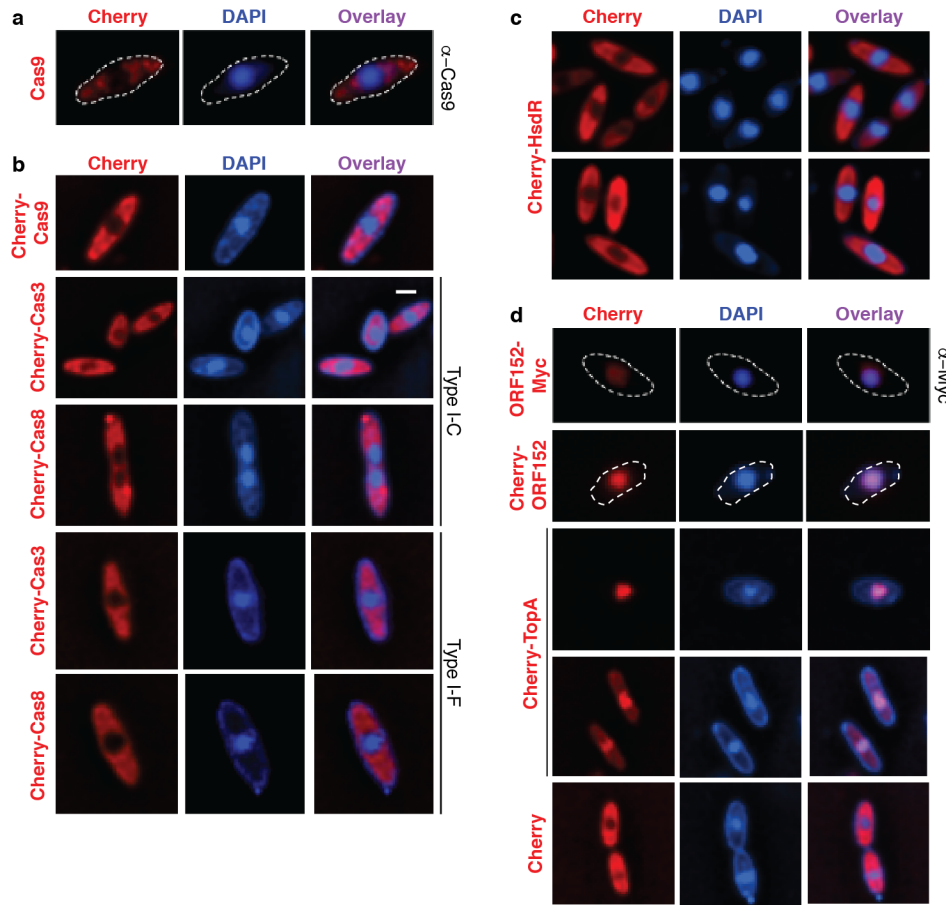 a
Cherry DAPI Overlay
Cas9
α–Cas9
b
Cherry DAPI Overlay
Cherry-
Cas9
Cherry-Cas3
Cherry-Cas8
Type I-C
Cherry-Cas3
Cherry-Cas8
Type I-F
c
Cherry DAPI Overlay
Cherry-HsdR
d
Cherry DAPI Overlay
ORF152-
Myc
α–Myc
Cherry-
ORF152
Cherry-TopA
Cherry